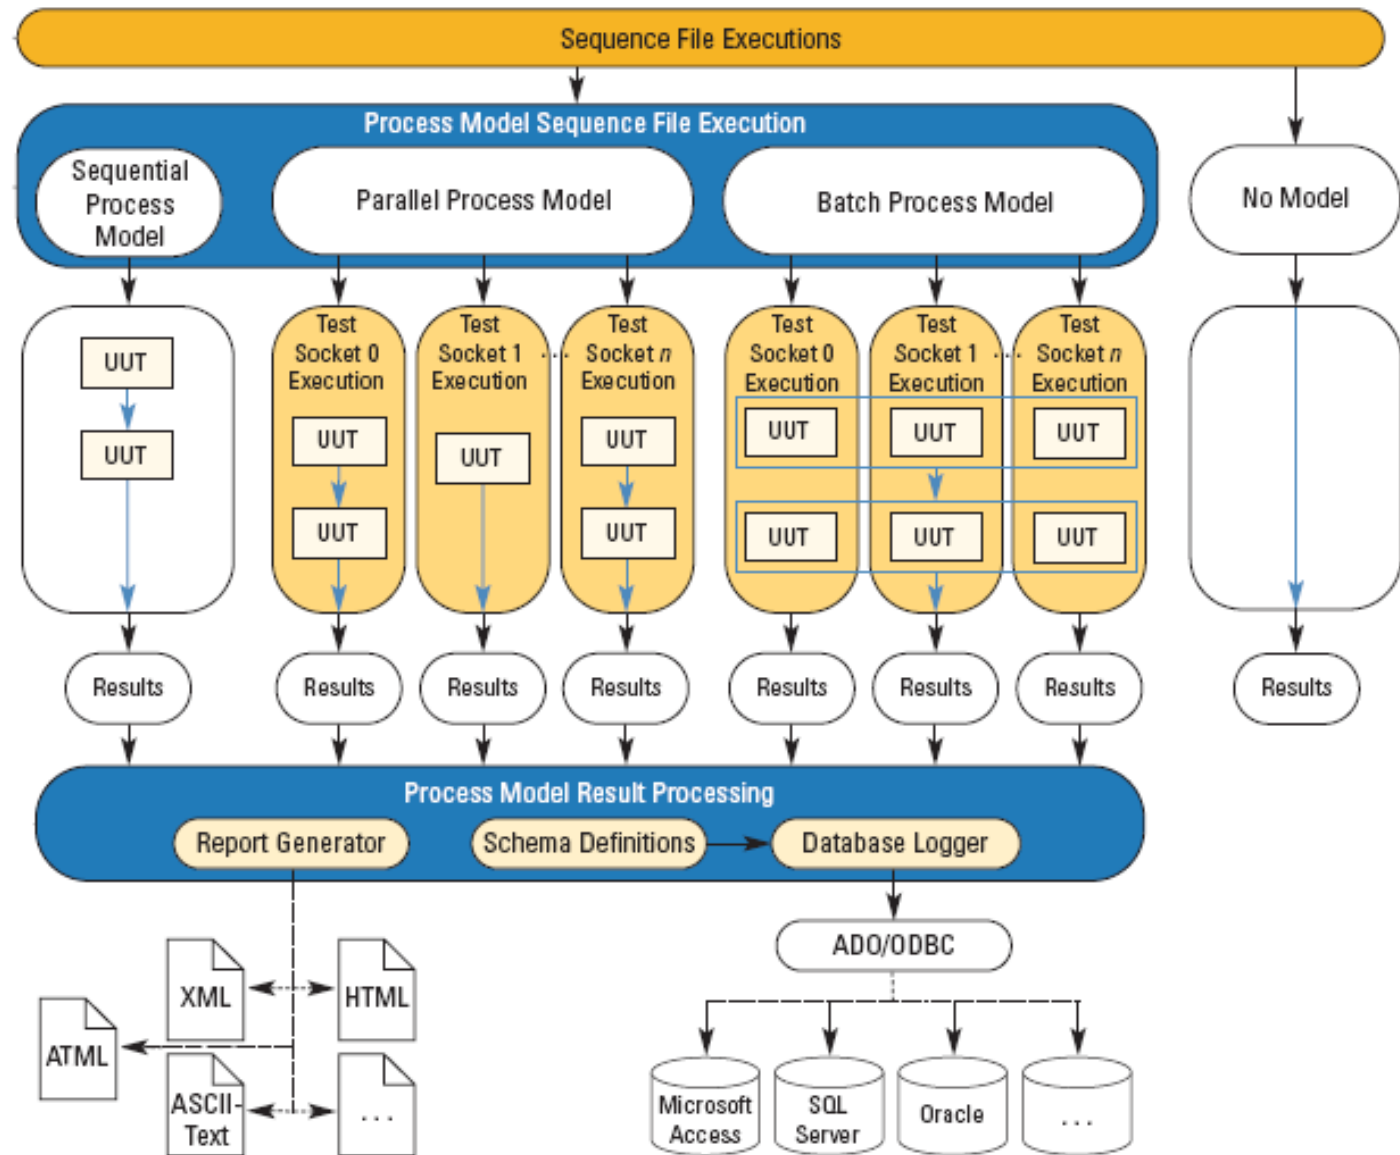 Sequence File Executions
Process Model Sequence File Execution
Sequential
Process
Model
Parallel Process Model
Batch Process Model
No Model
Test
Socket 0
Execution
Test
Socket 1
Execution
....
Test
Socket n
Execution
Test
Socket 0
Execution
Test
Socket 1
Execution
....
Test
Socket n
Execution
UUT
UUT
UUT
UUT
UUT
UUT
UUT
UUT
UUT
UUT
UUT
UUT
UUT
Results
Results
Results
Results
Results
Results
Results
Results
Process Model Result Processing
Report Generator
Schema Definitions
Database Logger
ADO/ODBC
XML
HTML
ATML
ASCII-
Text
...
Microsoft
Access
SQL
Server
Oracle
...